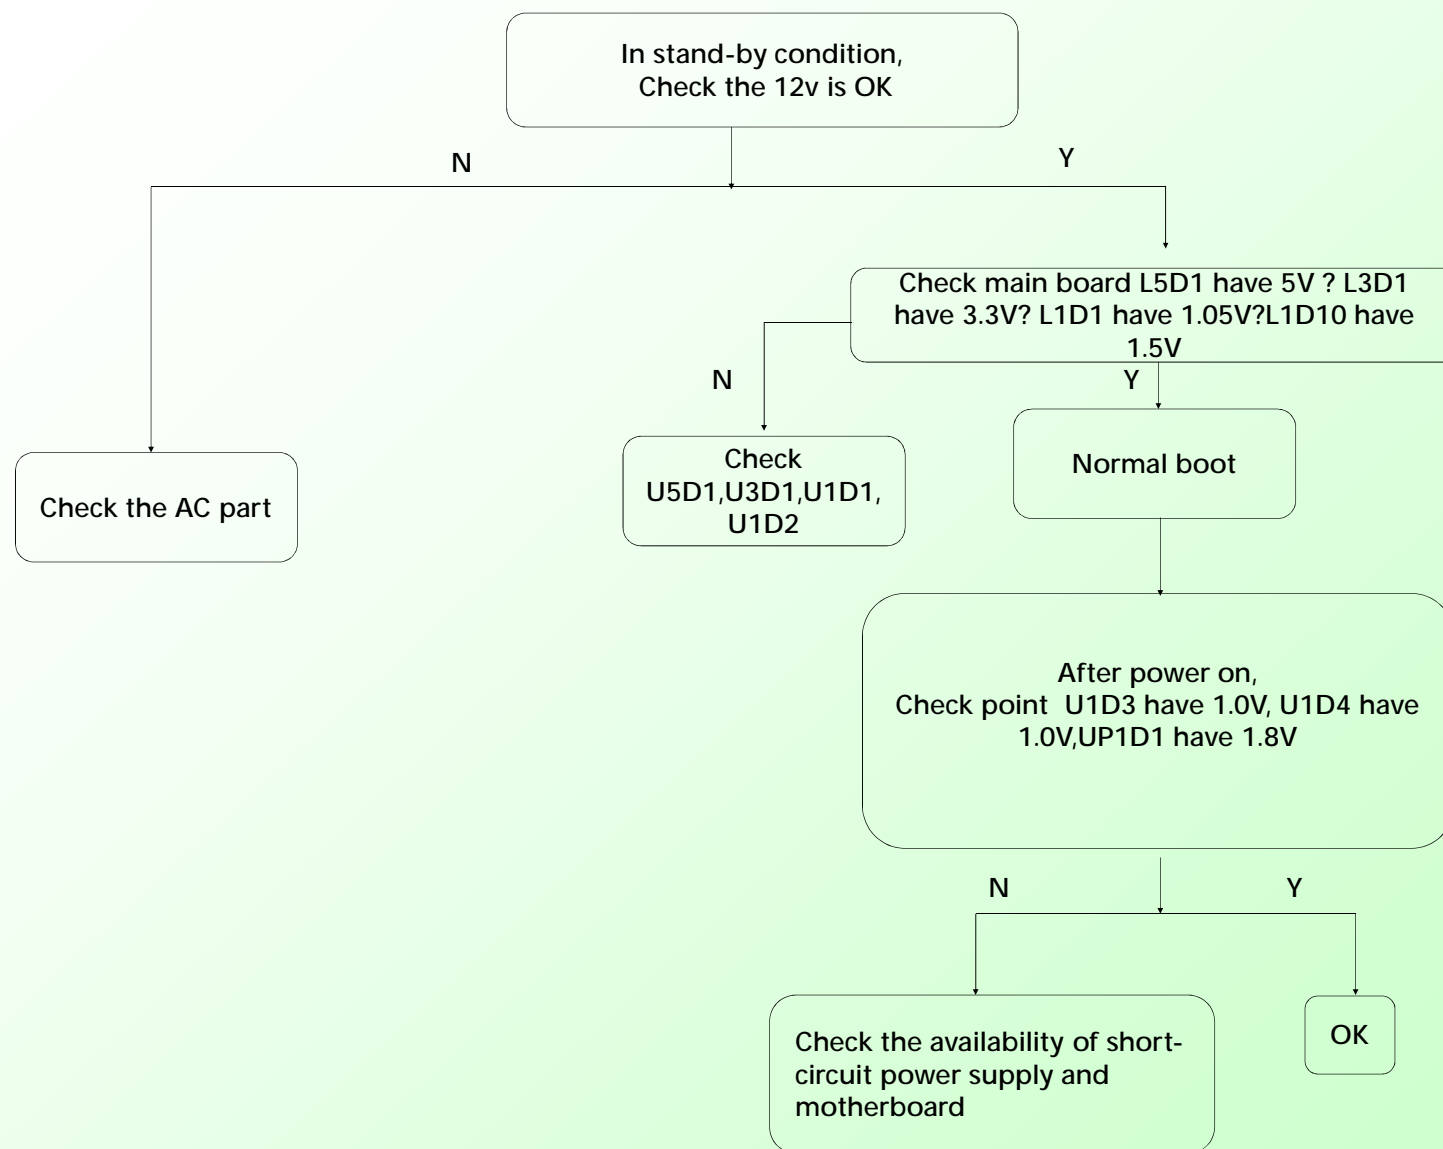 In stand-by condition,
Check the 12v is OK
N
Y
Check main board L5D1 have 5V ? L3D1
have 3.3V? L1D1 have 1.05V?L1D10 have
1.5V
N
Y
Check
U5D1,U3D1,U1D1,
U1D2
Normal boot
Check the AC part
After power on,
Check point  U1D3 have 1.0V, U1D4 have
1.0V,UP1D1 have 1.8V
N
Y
Check the availability of short-
circuit power supply and
motherboard
OK